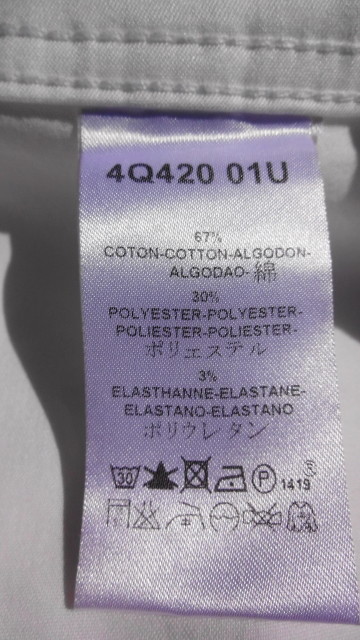 4Q420 01U
67%
COTON-COTTON-ALGODON-
ALGODAO-綿
30%
POLYESTER-POLYESTER-
POLIESTER-POLIESTER-
ポリエステル
3%
ELASTHANNE-ELASTANE-
ELASTANO-ELASTANO
ポリウレタン
30 P 1419